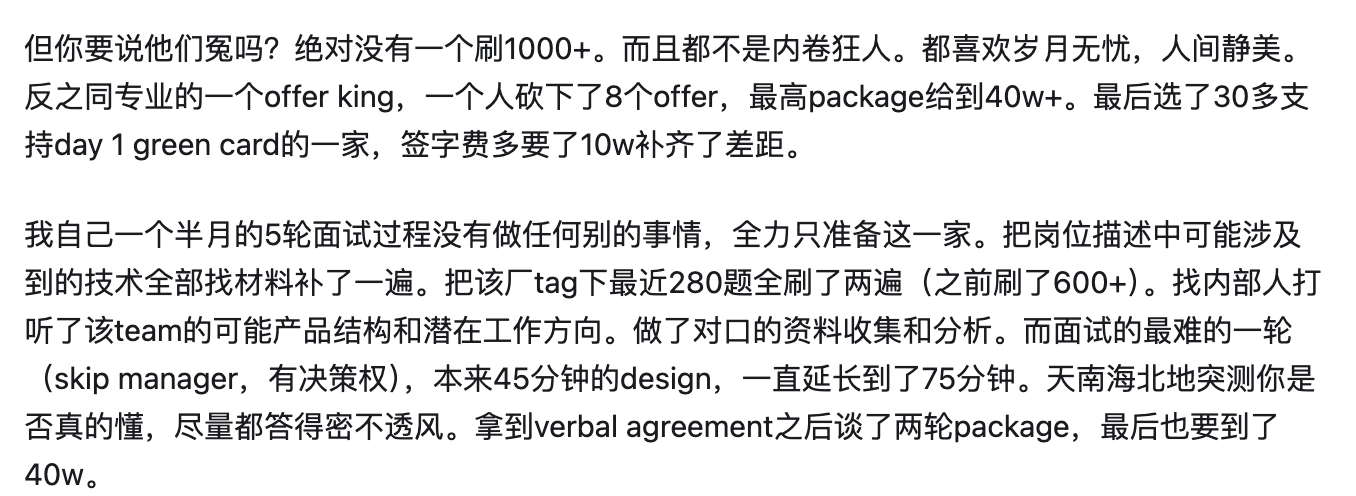 但你要说他们冤吗？绝对没有一个刷1000+。而且都不是内卷狂人。都喜欢岁月无忧，人间静美。
反之同专业的一个offer king，一个人砍下了8个offer，最高package给到40w+。最后选了30多支
持day 1 green card的一家，签字费多要了10w补齐了差距。
我自己一个半月的5轮面试过程没有做任何别的事情，全力只准备这一家。把岗位描述中可能涉及
到的技术全部找材料补了一遍。把该厂tag下最近280题全刷了两遍（之前刷了600+）。找内部人打
听了该team的可能产品结构和潜在工作方向。做了对口的资料收集和分析。而面试的最难的一轮
（skip manager，有决策权），本来45分钟的design，一直延长到了75分钟。天南海北地突测你是
否真的懂，尽量都答得密不透风。拿到verbal agreement之后谈了两轮package，最后也要到了
40w。